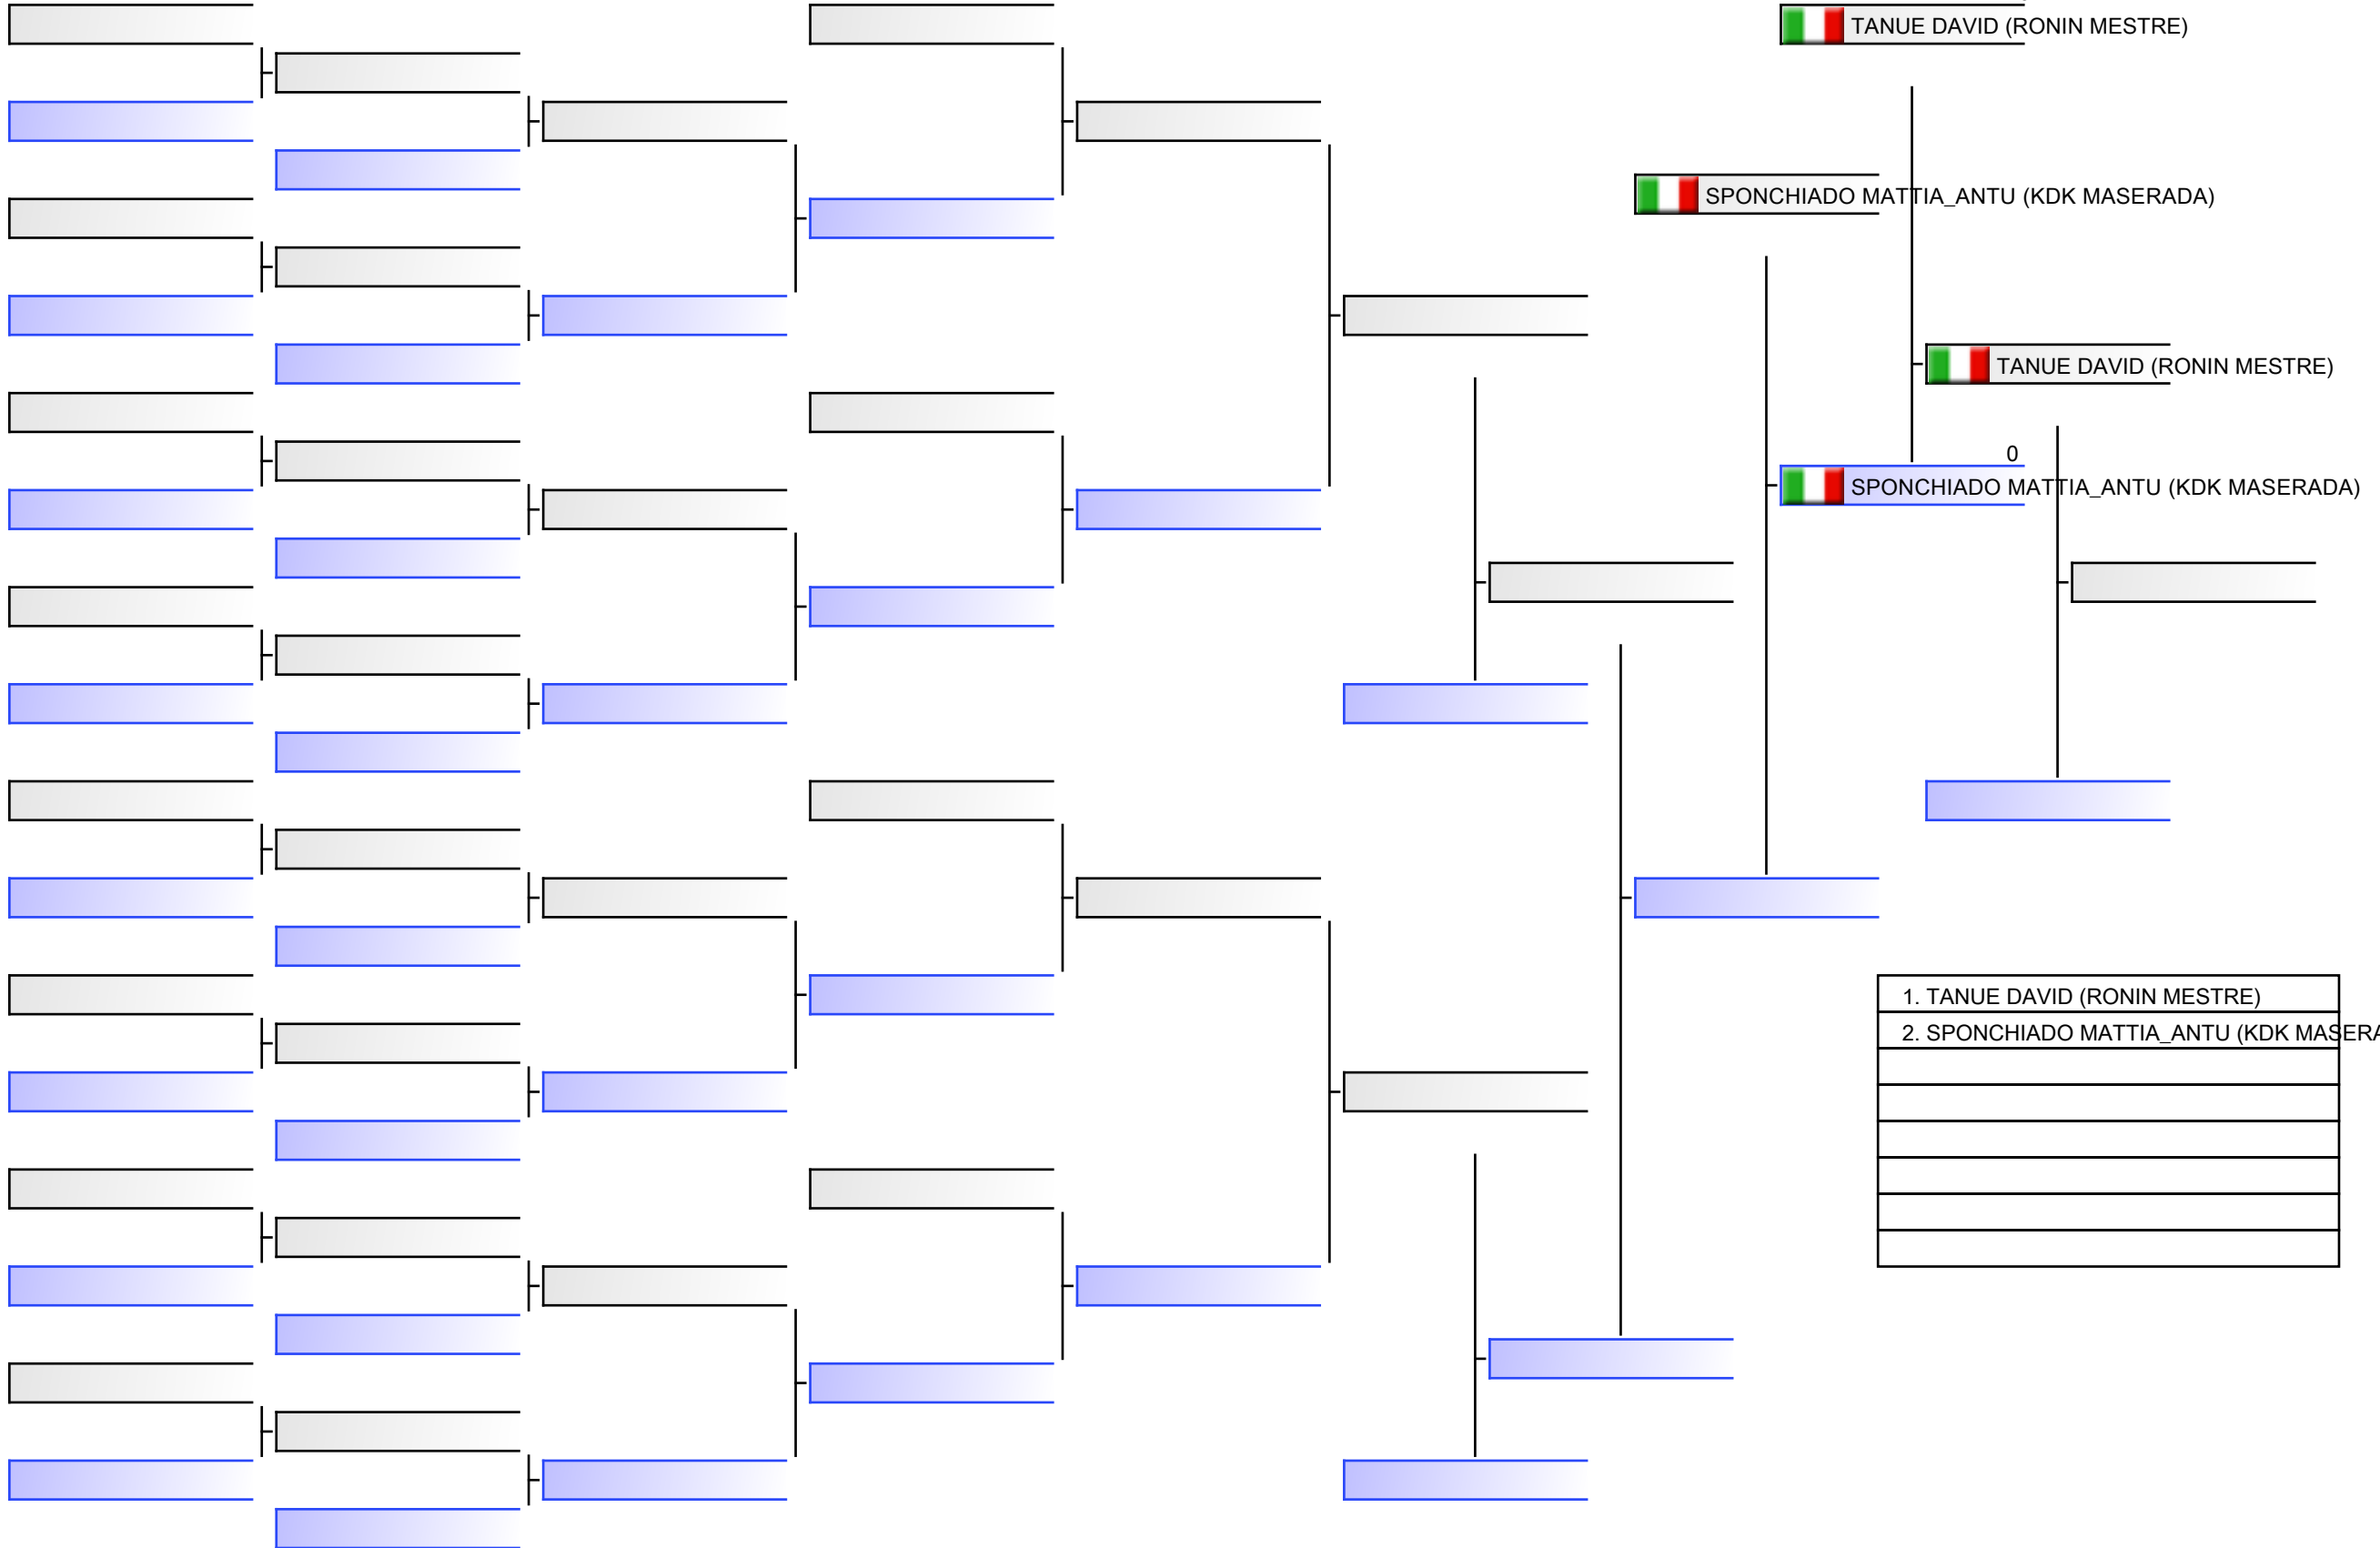 TANUE DAVID (RONIN MESTRE)
SPONCHIADO MATTIA_ANTU (KDK MASERADA)
TANUE DAVID (RONIN MESTRE)
0
SPONCHIADO MATTIA_ANTU (KDK MASERADA)
1. TANUE DAVID (RONIN MESTRE)
2. SPONCHIADO MATTIA_ANTU (KDK MASERA